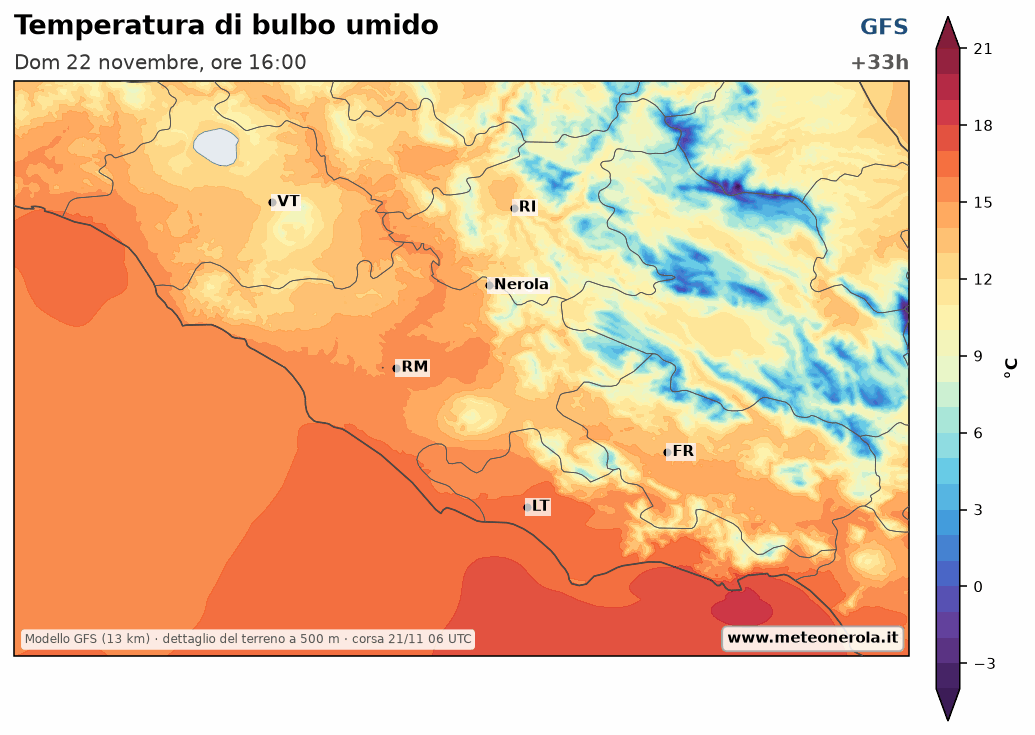 Temperatura di bulbo umido
GFS
Dom 22 novembre, ore 16:00
+33h
VT
RI
Nerola
RM
FR
LT
Modello GFS (13 km) · dettaglio del terreno a 500 m · corsa 21/11 06 UTC
www.meteonerola.it
21
18
15
12
9
6
3
0
−3
°C